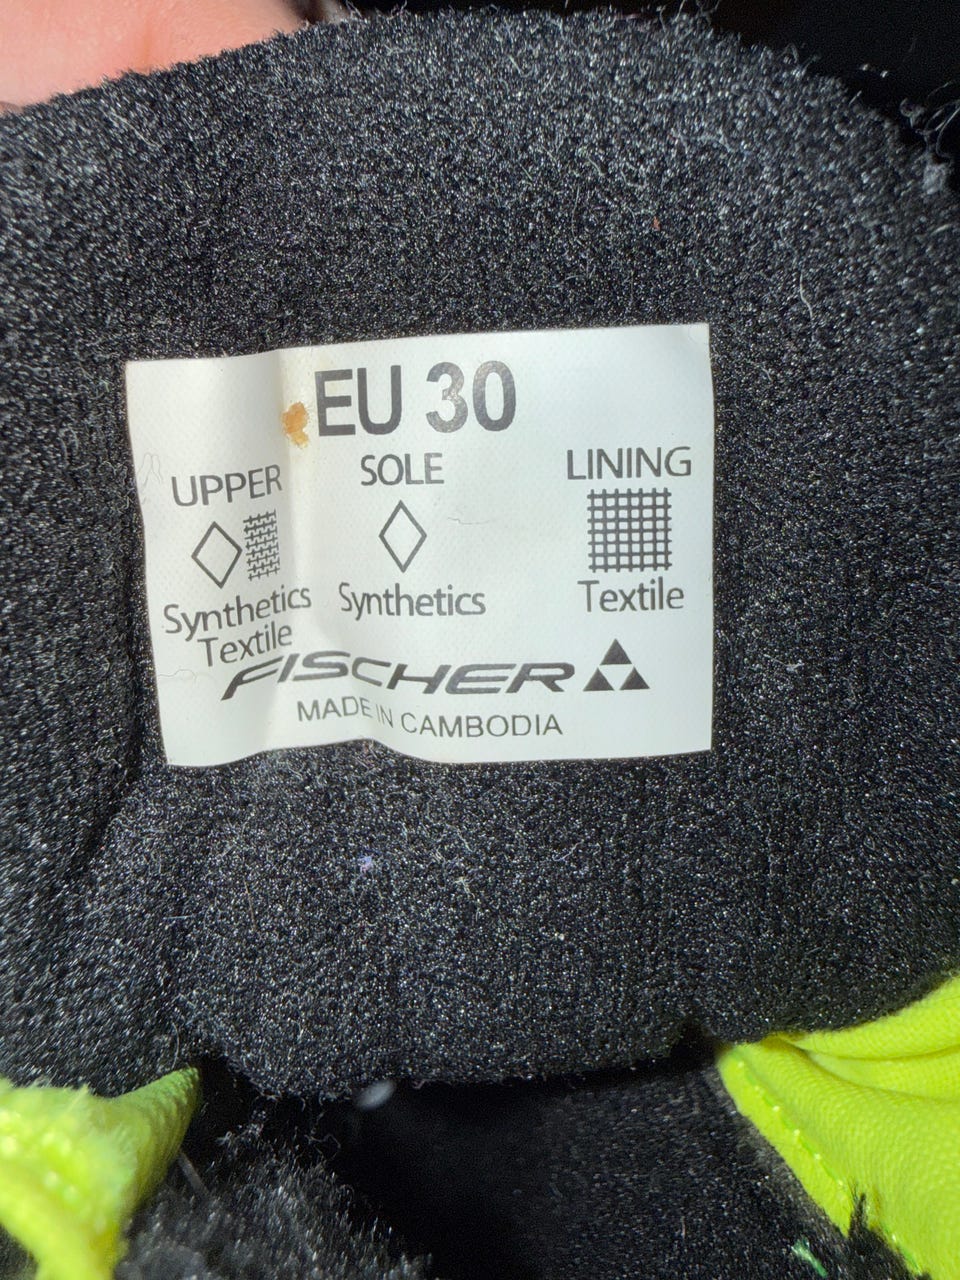 EU 30
UPPER SOLE LINING
Synthetics Synthetics Textile
Textile
FISCHER
MADE IN CAMBODIA